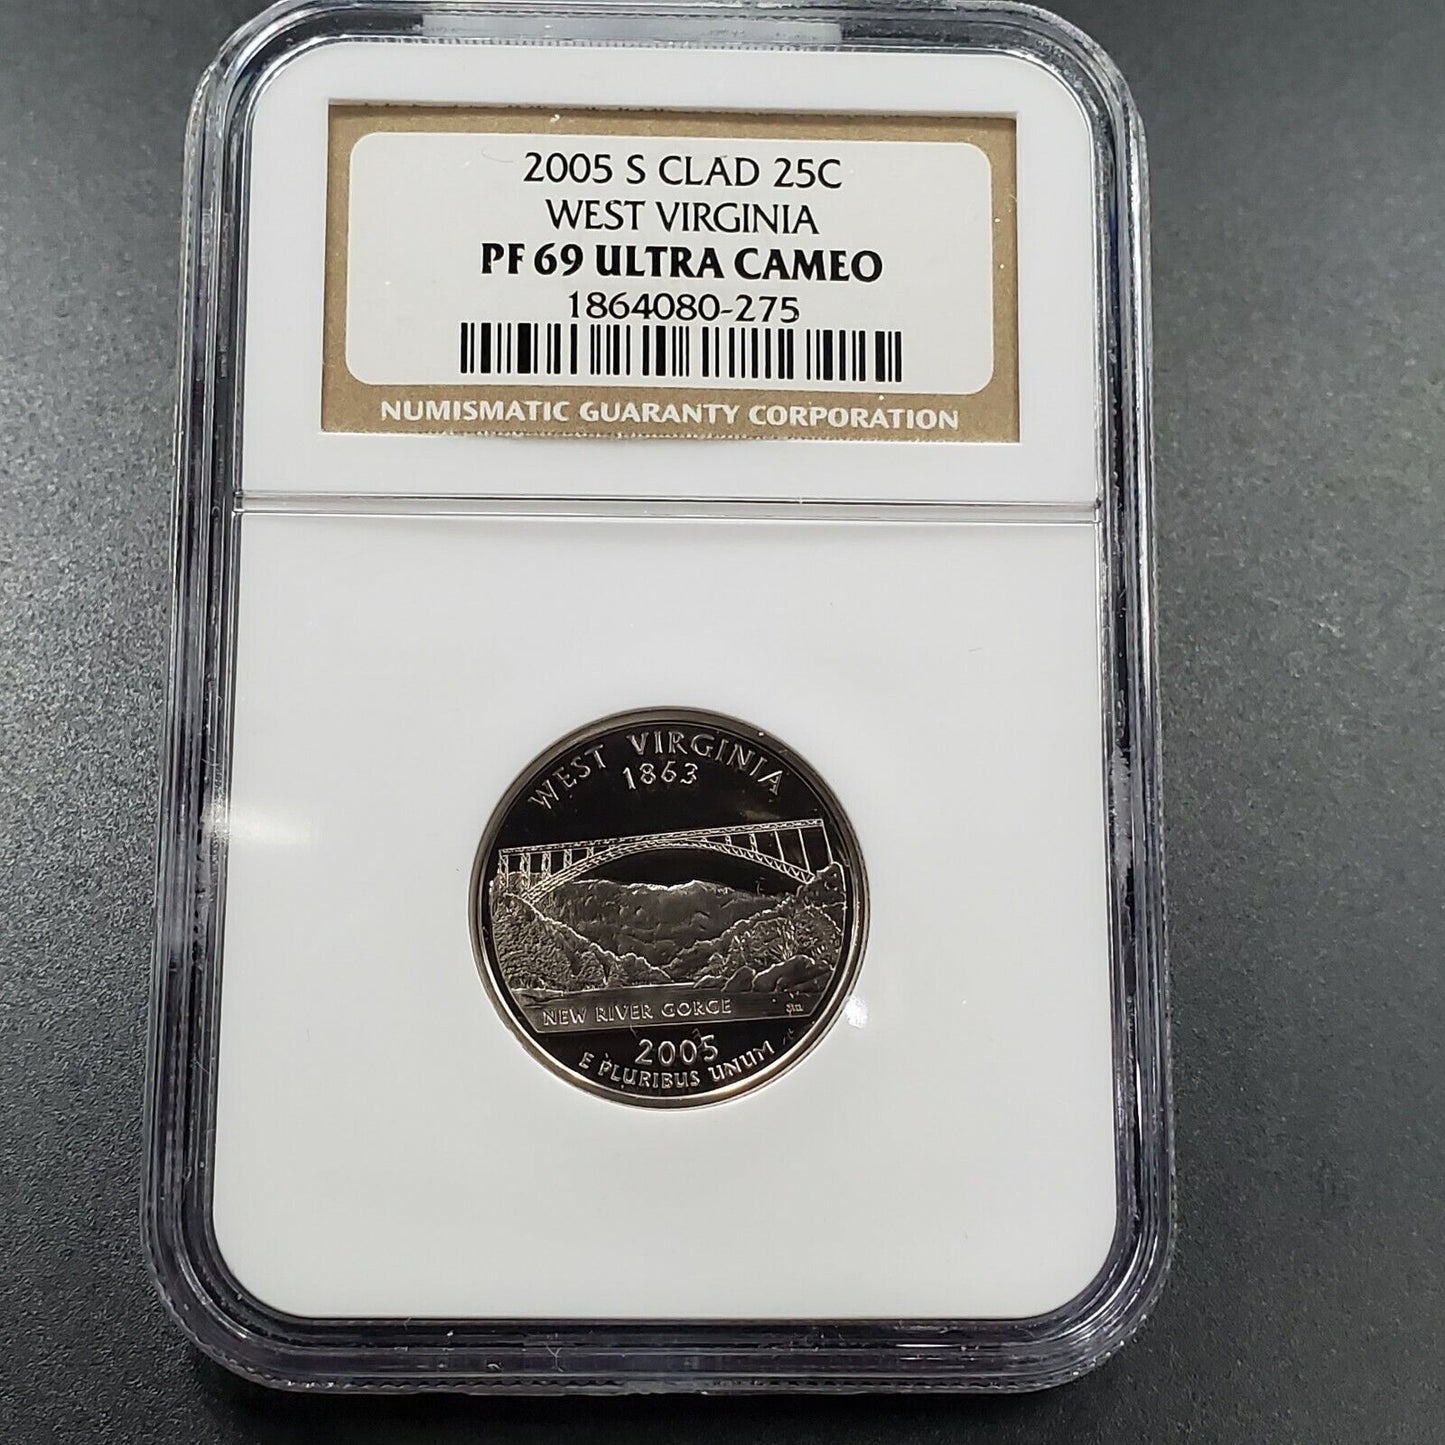 2005 S CLAD 25C
WEST VIRGINIA
PF 69 ULTRA CAMEO
1864080-275
NUMISMATIC GUARANTY CORPORATION
WEST VIRGINIA
1863
NEW RIVER GORGE
2005
E PLURIBUS UNUM